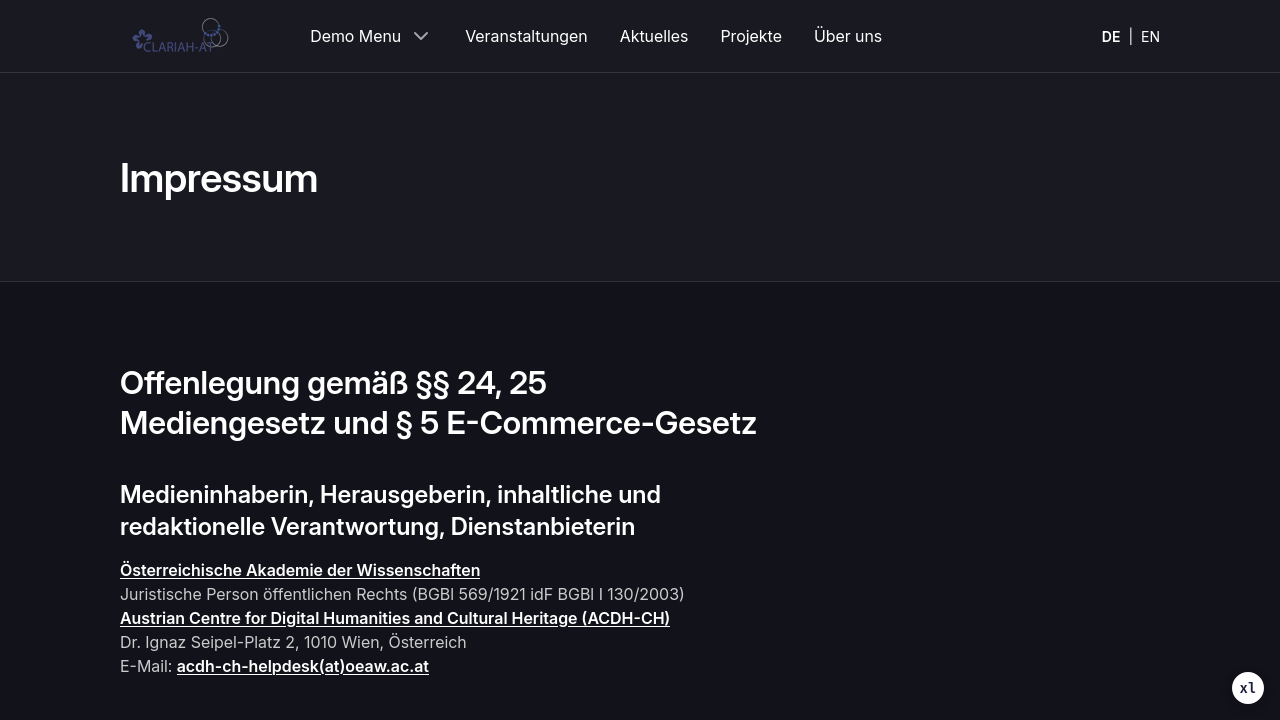 CLARIAH-AT
Demo Menu
Veranstaltungen
Aktuelles
Projekte
Über uns
DE | EN
Impressum
Offenlegung gemäß §§ 24, 25
Mediengesetz und § 5 E-Commerce-Gesetz
Medieninhaberin, Herausgeberin, inhaltliche und
redaktionelle Verantwortung, Dienstanbieterin
Österreichische Akademie der Wissenschaften
Juristische Person öffentlichen Rechts (BGBl 569/1921 idF BGBl I 130/2003)
Austrian Centre for Digital Humanities and Cultural Heritage (ACDH-CH)
Dr. Ignaz Seipel-Platz 2, 1010 Wien, Österreich
E-Mail: acdh-ch-helpdesk(at)oeaw.ac.at
xl